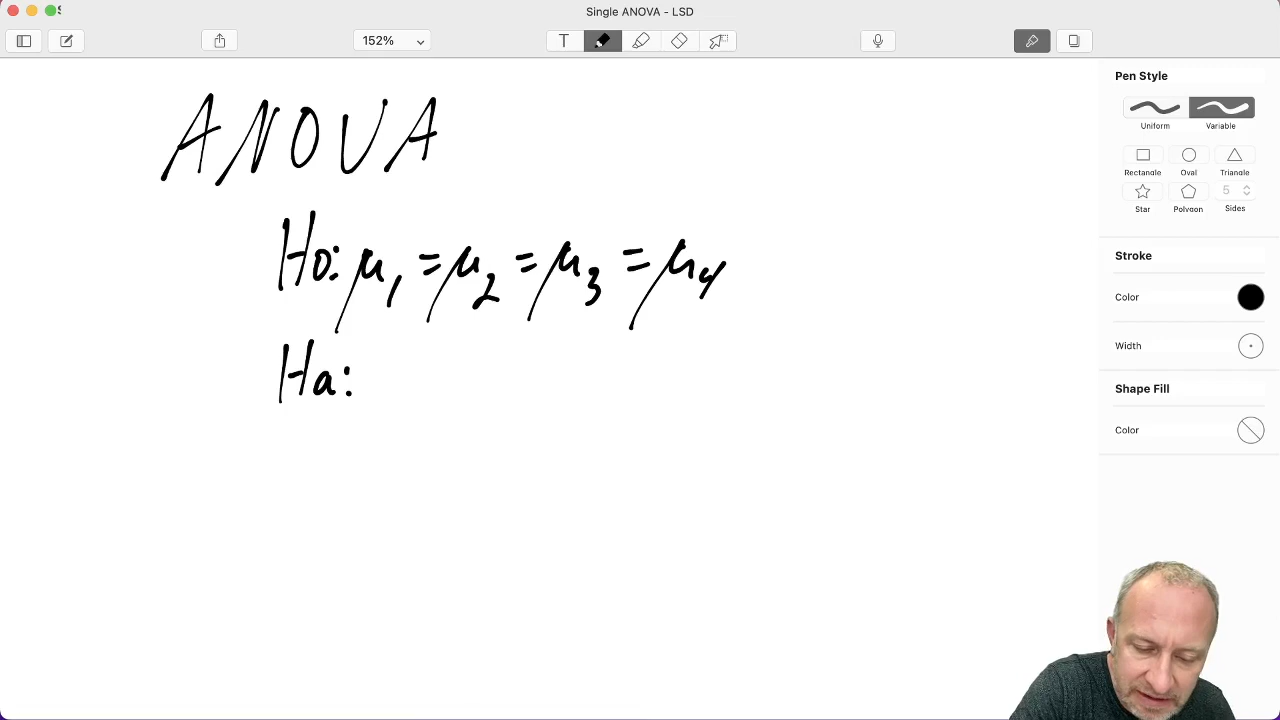 Single ANOVA - LSD
152%
T
Pen Style
Uniform
Variable
Rectangle
Oval
Triangle
5
Star
Polygon
Sides
Stroke
Color
Width
Shape Fill
Color
ANOVA
Ho: μ1 = μ2 = μ3 = μ4
Ha: